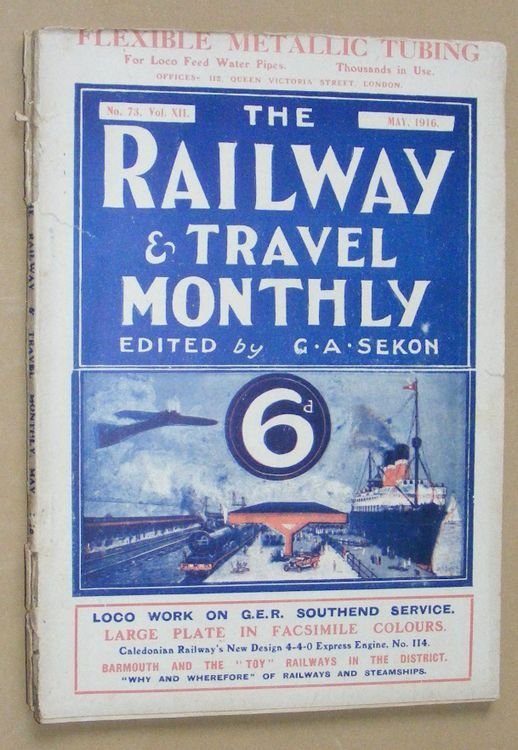 FLEXIBLE METALLIC TUBING
For Loco Feed Water Pipes. Thousands in Use.
OFFICES- 112, QUEEN VICTORIA STREET, LONDON.
No. 73. Vol. XII. MAY, 1916.
THE
RAILWAY
& TRAVEL
MONTHLY
EDITED by G.A.SEKON
6d
LOCO WORK ON G.E.R. SOUTHEND SERVICE.
LARGE PLATE IN FACSIMILE COLOURS.
Caledonian Railway's New Design 4-4-0 Express Engine, No. 114.
BARMOUTH AND THE "TOY" RAILWAYS IN THE DISTRICT.
"WHY AND WHEREFORE" OF RAILWAYS AND STEAMSHIPS.
RAILWAY & TRAVEL MONTHLY. MAY